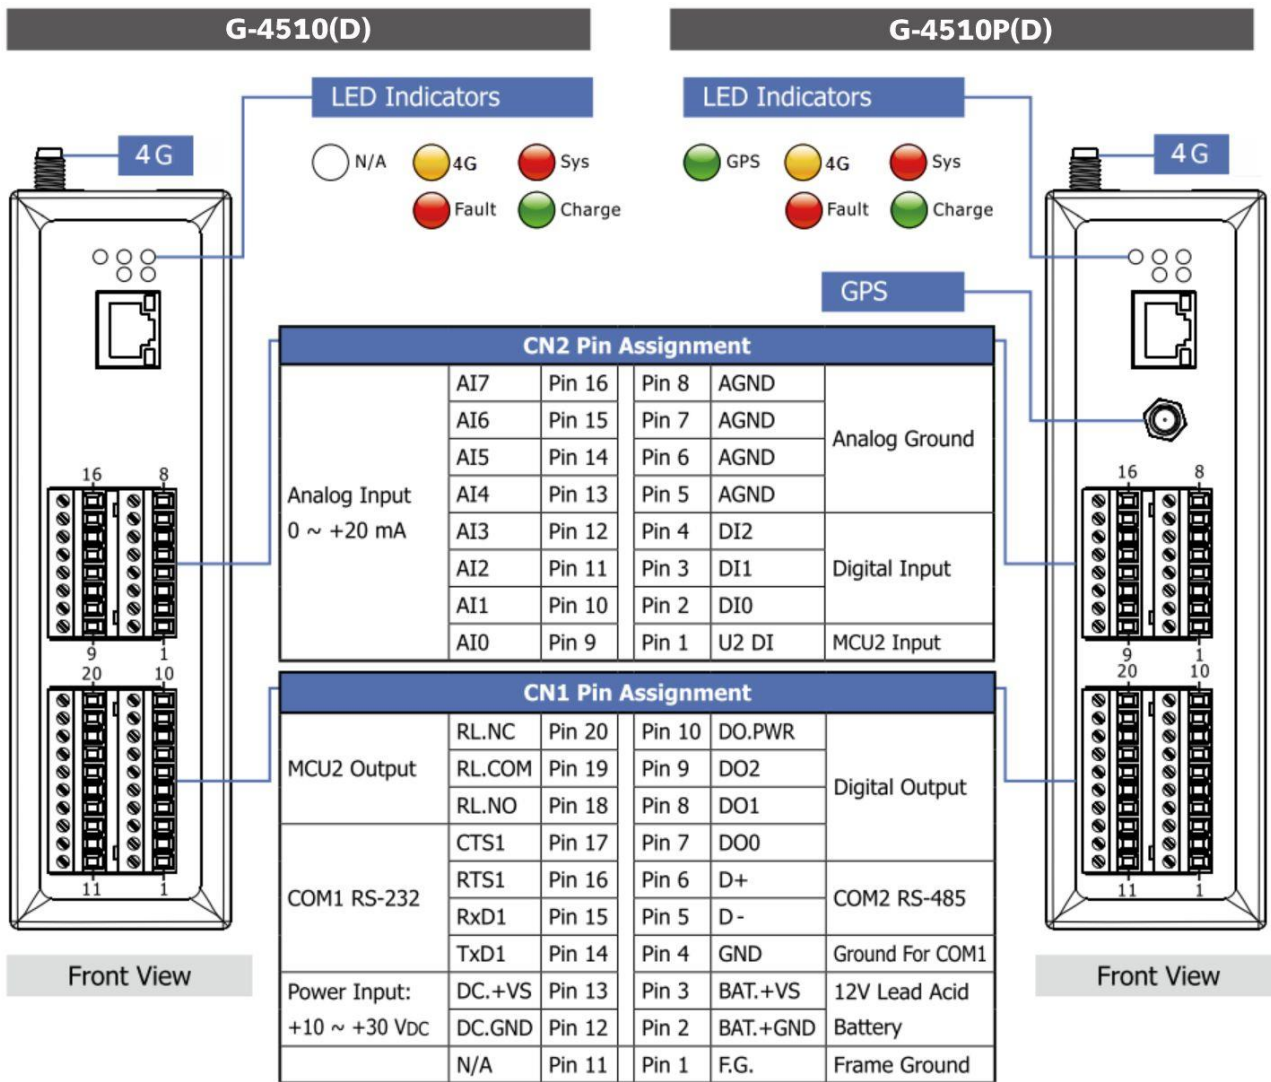 G-4510(D)
G-4510P(D)
LED Indicators
LED Indicators
4G
4G
N/A 4G Sys
Fault Charge
GPS 4G Sys
Fault Charge
GPS
CN2 Pin Assignment
AI7 Pin 16 Pin 8 AGND
AI6 Pin 15 Pin 7 AGND
Analog Ground
AI5 Pin 14 Pin 6 AGND
Analog Input
AI4 Pin 13 Pin 5 AGND
0 ~ +20 mA
AI3 Pin 12 Pin 4 DI2
AI2 Pin 11 Pin 3 DI1 Digital Input
AI1 Pin 10 Pin 2 DI0
AI0 Pin 9 Pin 1 U2 DI MCU2 Input
16 8
9 1
20 10
11 1
16 8
9 1
20 10
11 1
CN1 Pin Assignment
RL.NC Pin 20 Pin 10 DO.PWR
MCU2 Output RL.COM Pin 19 Pin 9 DO2
Digital Output
RL.NO Pin 18 Pin 8 DO1
CTS1 Pin 17 Pin 7 DO0
RTS1 Pin 16 Pin 6 D+
COM1 RS-232
COM2 RS-485
RxD1 Pin 15 Pin 5 D-
TxD1 Pin 14 Pin 4 GND Ground For COM1
Power Input: DC.+VS Pin 13 Pin 3 BAT.+VS 12V Lead Acid
+10 ~ +30 VDC DC.GND Pin 12 Pin 2 BAT.+GND Battery
N/A Pin 11 Pin 1 F.G. Frame Ground
Front View
Front View